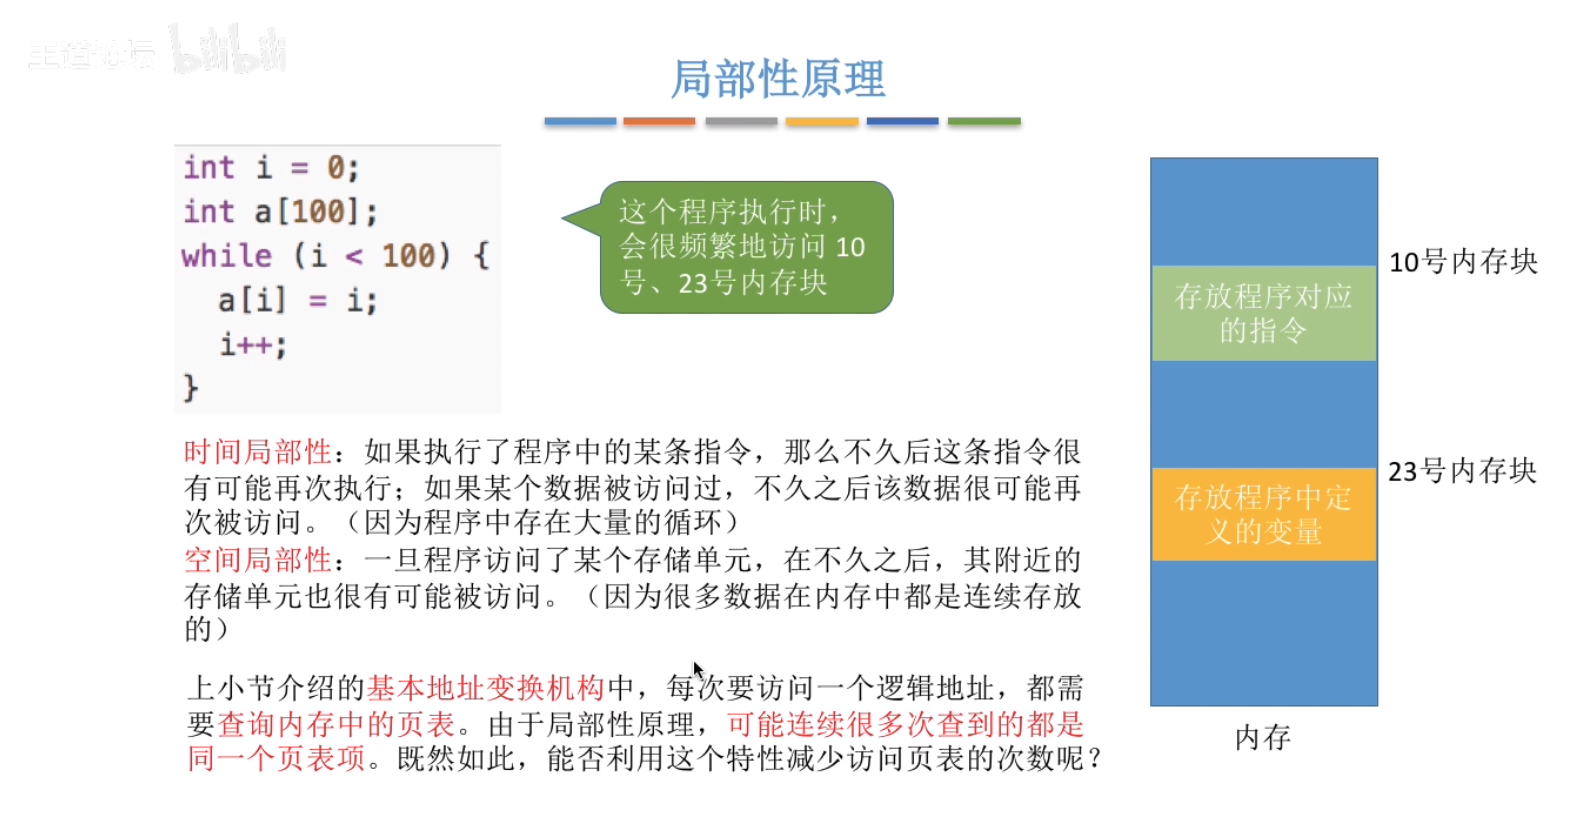 王道论坛 bilibili
局部性原理
int i = 0;
int a[100];
while (i < 100) {
  a[i] = i;
  i++;
}
这个程序执行时，
会很频繁地访问 10
号、23号内存块
10号内存块
存放程序对应
的指令
23号内存块
存放程序中定
义的变量
内存
时间局部性：如果执行了程序中的某条指令，那么不久后这条指令很
有可能再次执行；如果某个数据被访问过，不久之后该数据很可能再
次被访问。（因为程序中存在大量的循环）
空间局部性：一旦程序访问了某个存储单元，在不久之后，其附近的
存储单元也很有可能被访问。（因为很多数据在内存中都是连续存放
的）
上小节介绍的基本地址变换机构中，每次要访问一个逻辑地址，都需
要查询内存中的页表。由于局部性原理，可能连续很多次查到的都是
同一个页表项。既然如此，能否利用这个特性减少访问页表的次数呢？